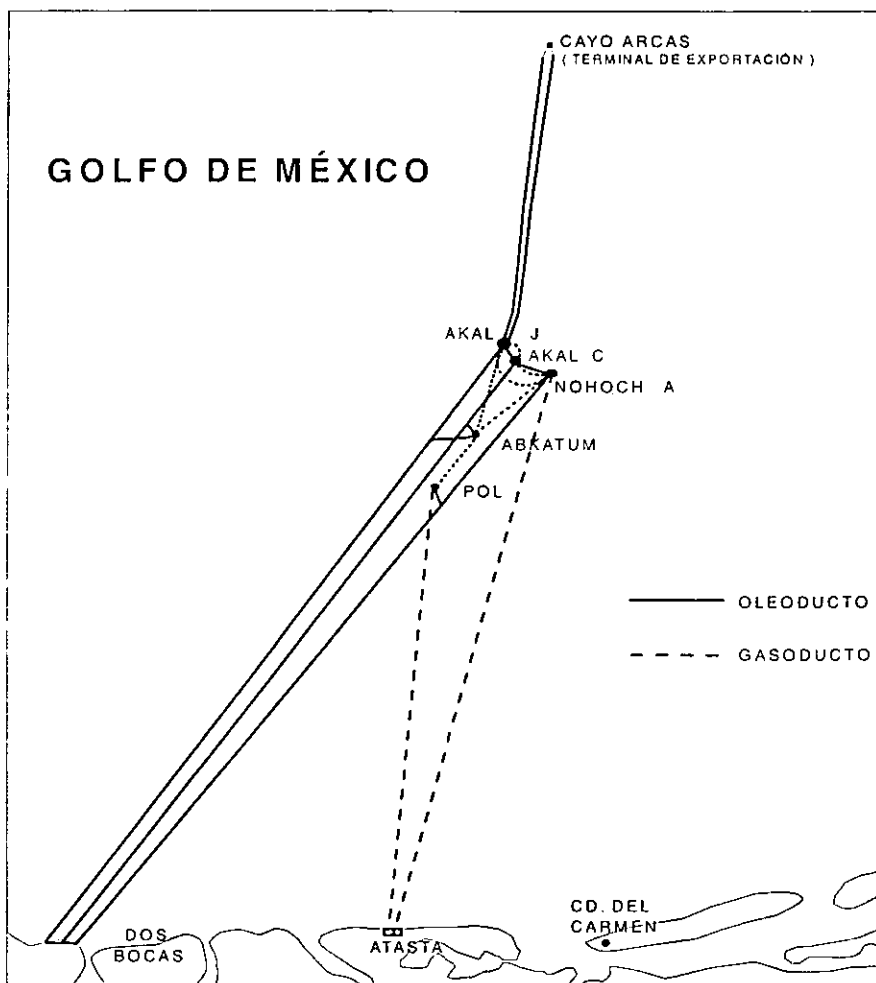 CAYO ARCAS
( TERMINAL DE EXPORTACIÓN )
GOLFO DE MÉXICO
AKAL J
AKAL C
NOHOCH A
ABKATUM
POL
OLEODUCTO
GASODUCTO
CD. DEL
CARMEN
DOS
BOCAS
ATASTA